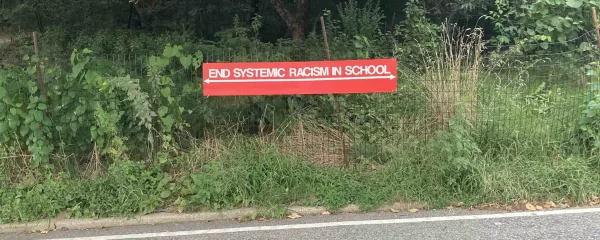 END SYSTEMIC RACISM IN SCHOOL